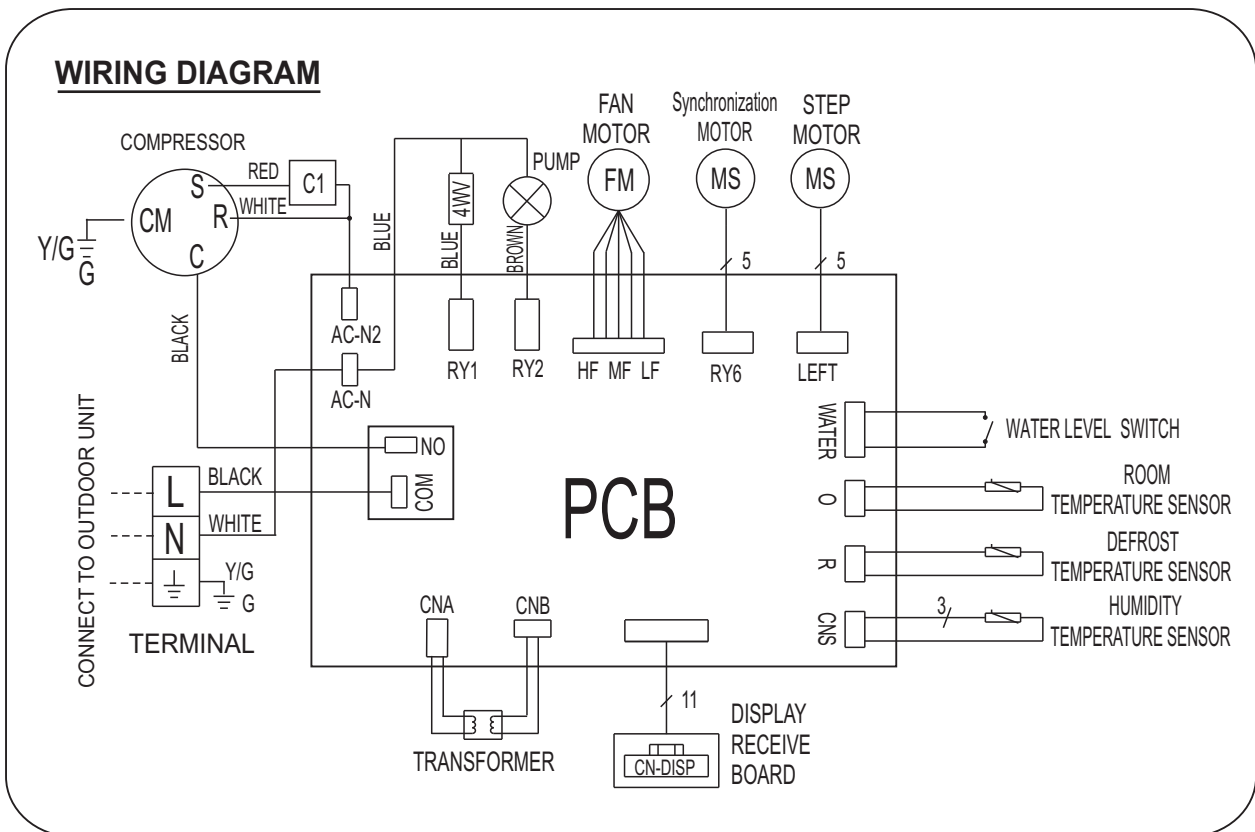 WIRING DIAGRAM
COMPRESSOR
S
RED
C1
CM
R
WHITE
C
Y/G
G
BLACK
BLUE
4WV
BLUE
PUMP
BROWN
FAN
MOTOR
FM
Synchronization
MOTOR
MS
5
STEP
MOTOR
MS
5
AC-N2
AC-N
RY1
RY2
HF MF LF
RY6
LEFT
WATER
WATER LEVEL SWITCH
O
ROOM
TEMPERATURE SENSOR
R
DEFROST
TEMPERATURE SENSOR
CNS
3
HUMIDITY
TEMPERATURE SENSOR
NO
COM
PCB
CONNECT TO OUTDOOR UNIT
L
BLACK
N
WHITE
Y/G
G
TERMINAL
CNA
CNB
TRANSFORMER
11
CN-DISP
DISPLAY
RECEIVE
BOARD